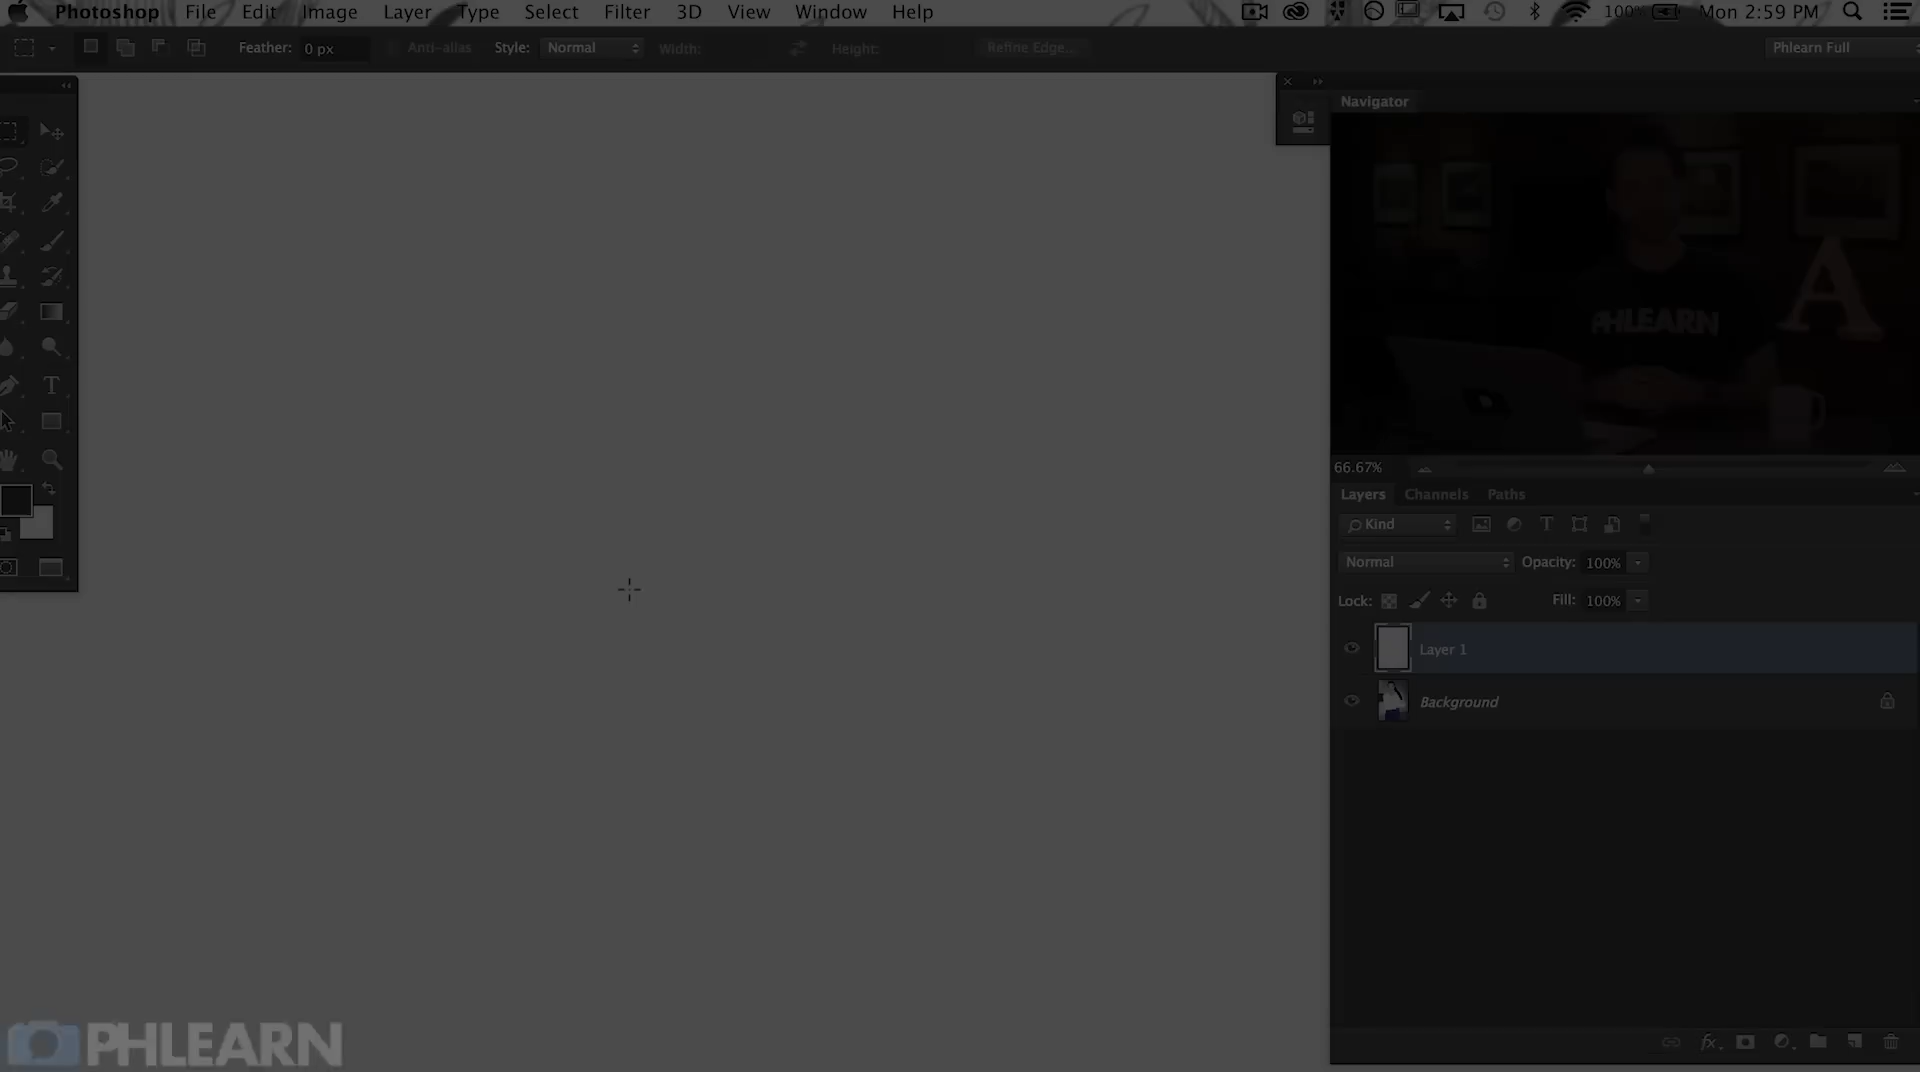 Photoshop File Edit Image Layer Type Select Filter 3D View Window Help 100% Mon 2:59 PM
Feather: 0 px Anti-alias Style: Normal Width: Height: Refine Edge... Phlearn Full
Navigator
PHLEARN
A
66.67%
Layers Channels Paths
Kind
Normal Opacity: 100%
Lock: Fill: 100%
Layer 1
Background
fx
PHLEARN